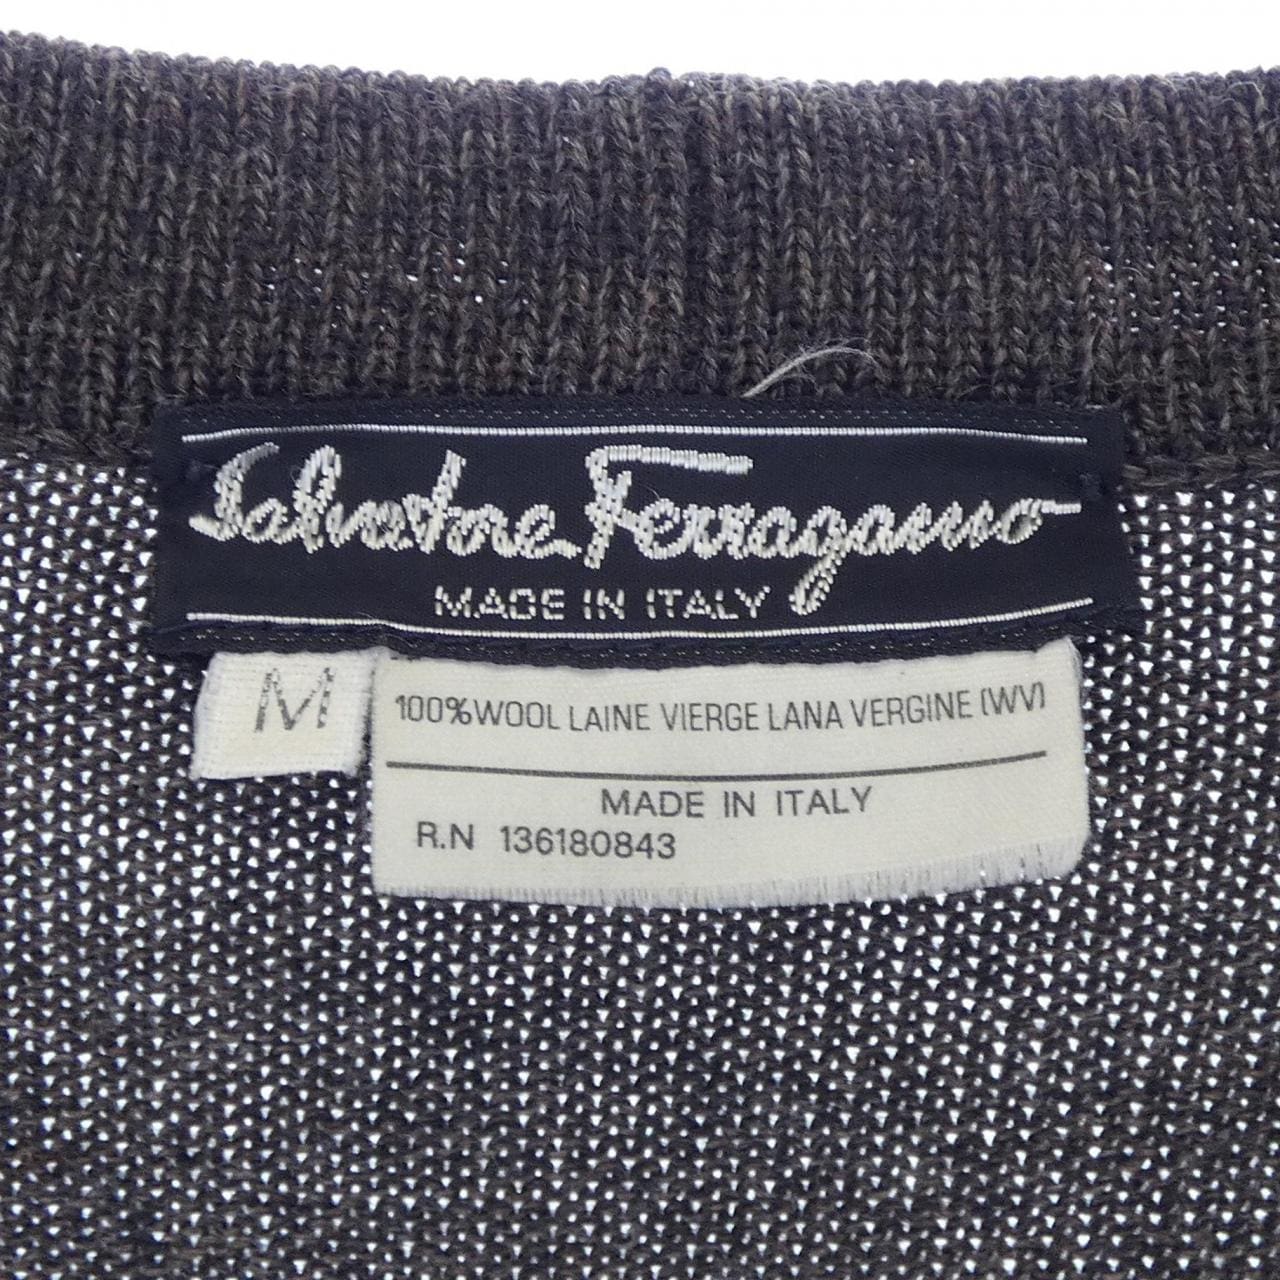 Salvatore Ferragamo
MADE IN ITALY
M
100%WOOL LAINE VIERGE LANA VERGINE (WV)
MADE IN ITALY
R.N 136180843